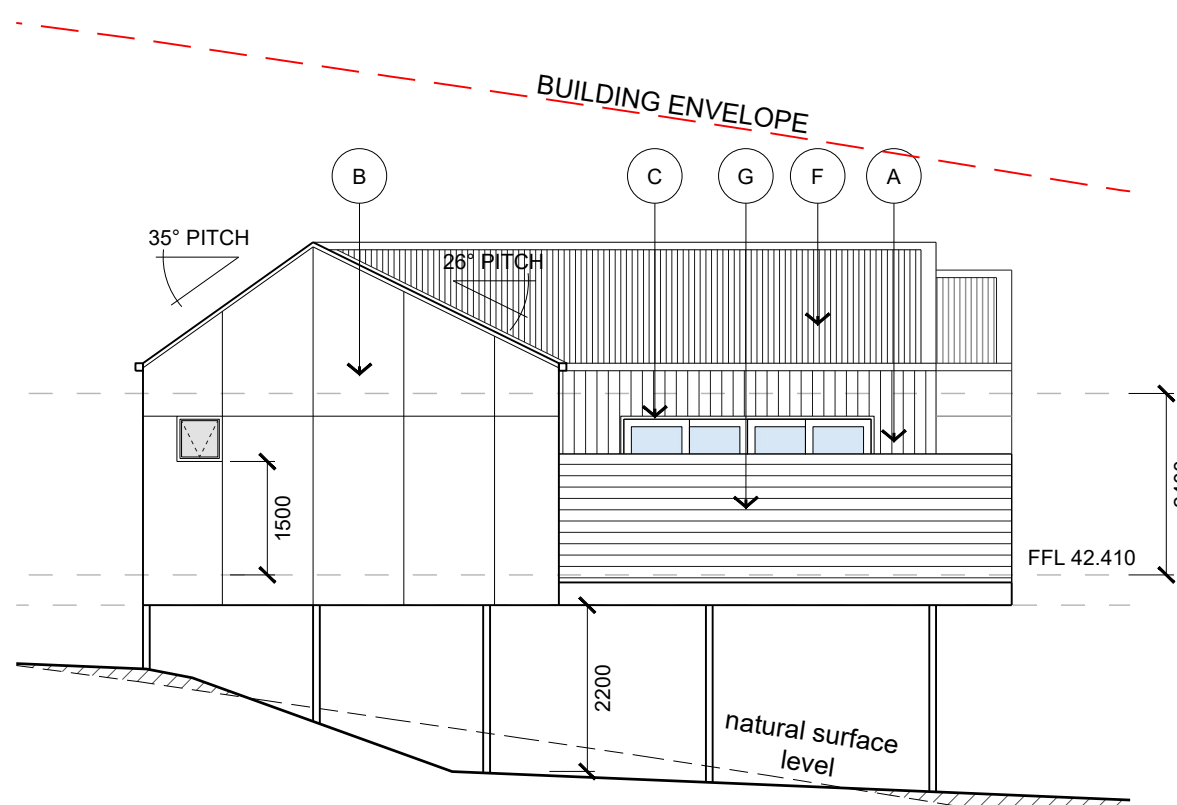 BUILDING ENVELOPE
B
C
G
F
A
35° PITCH
26° PITCH
1500
FFL 42.410
2200
natural surface
level